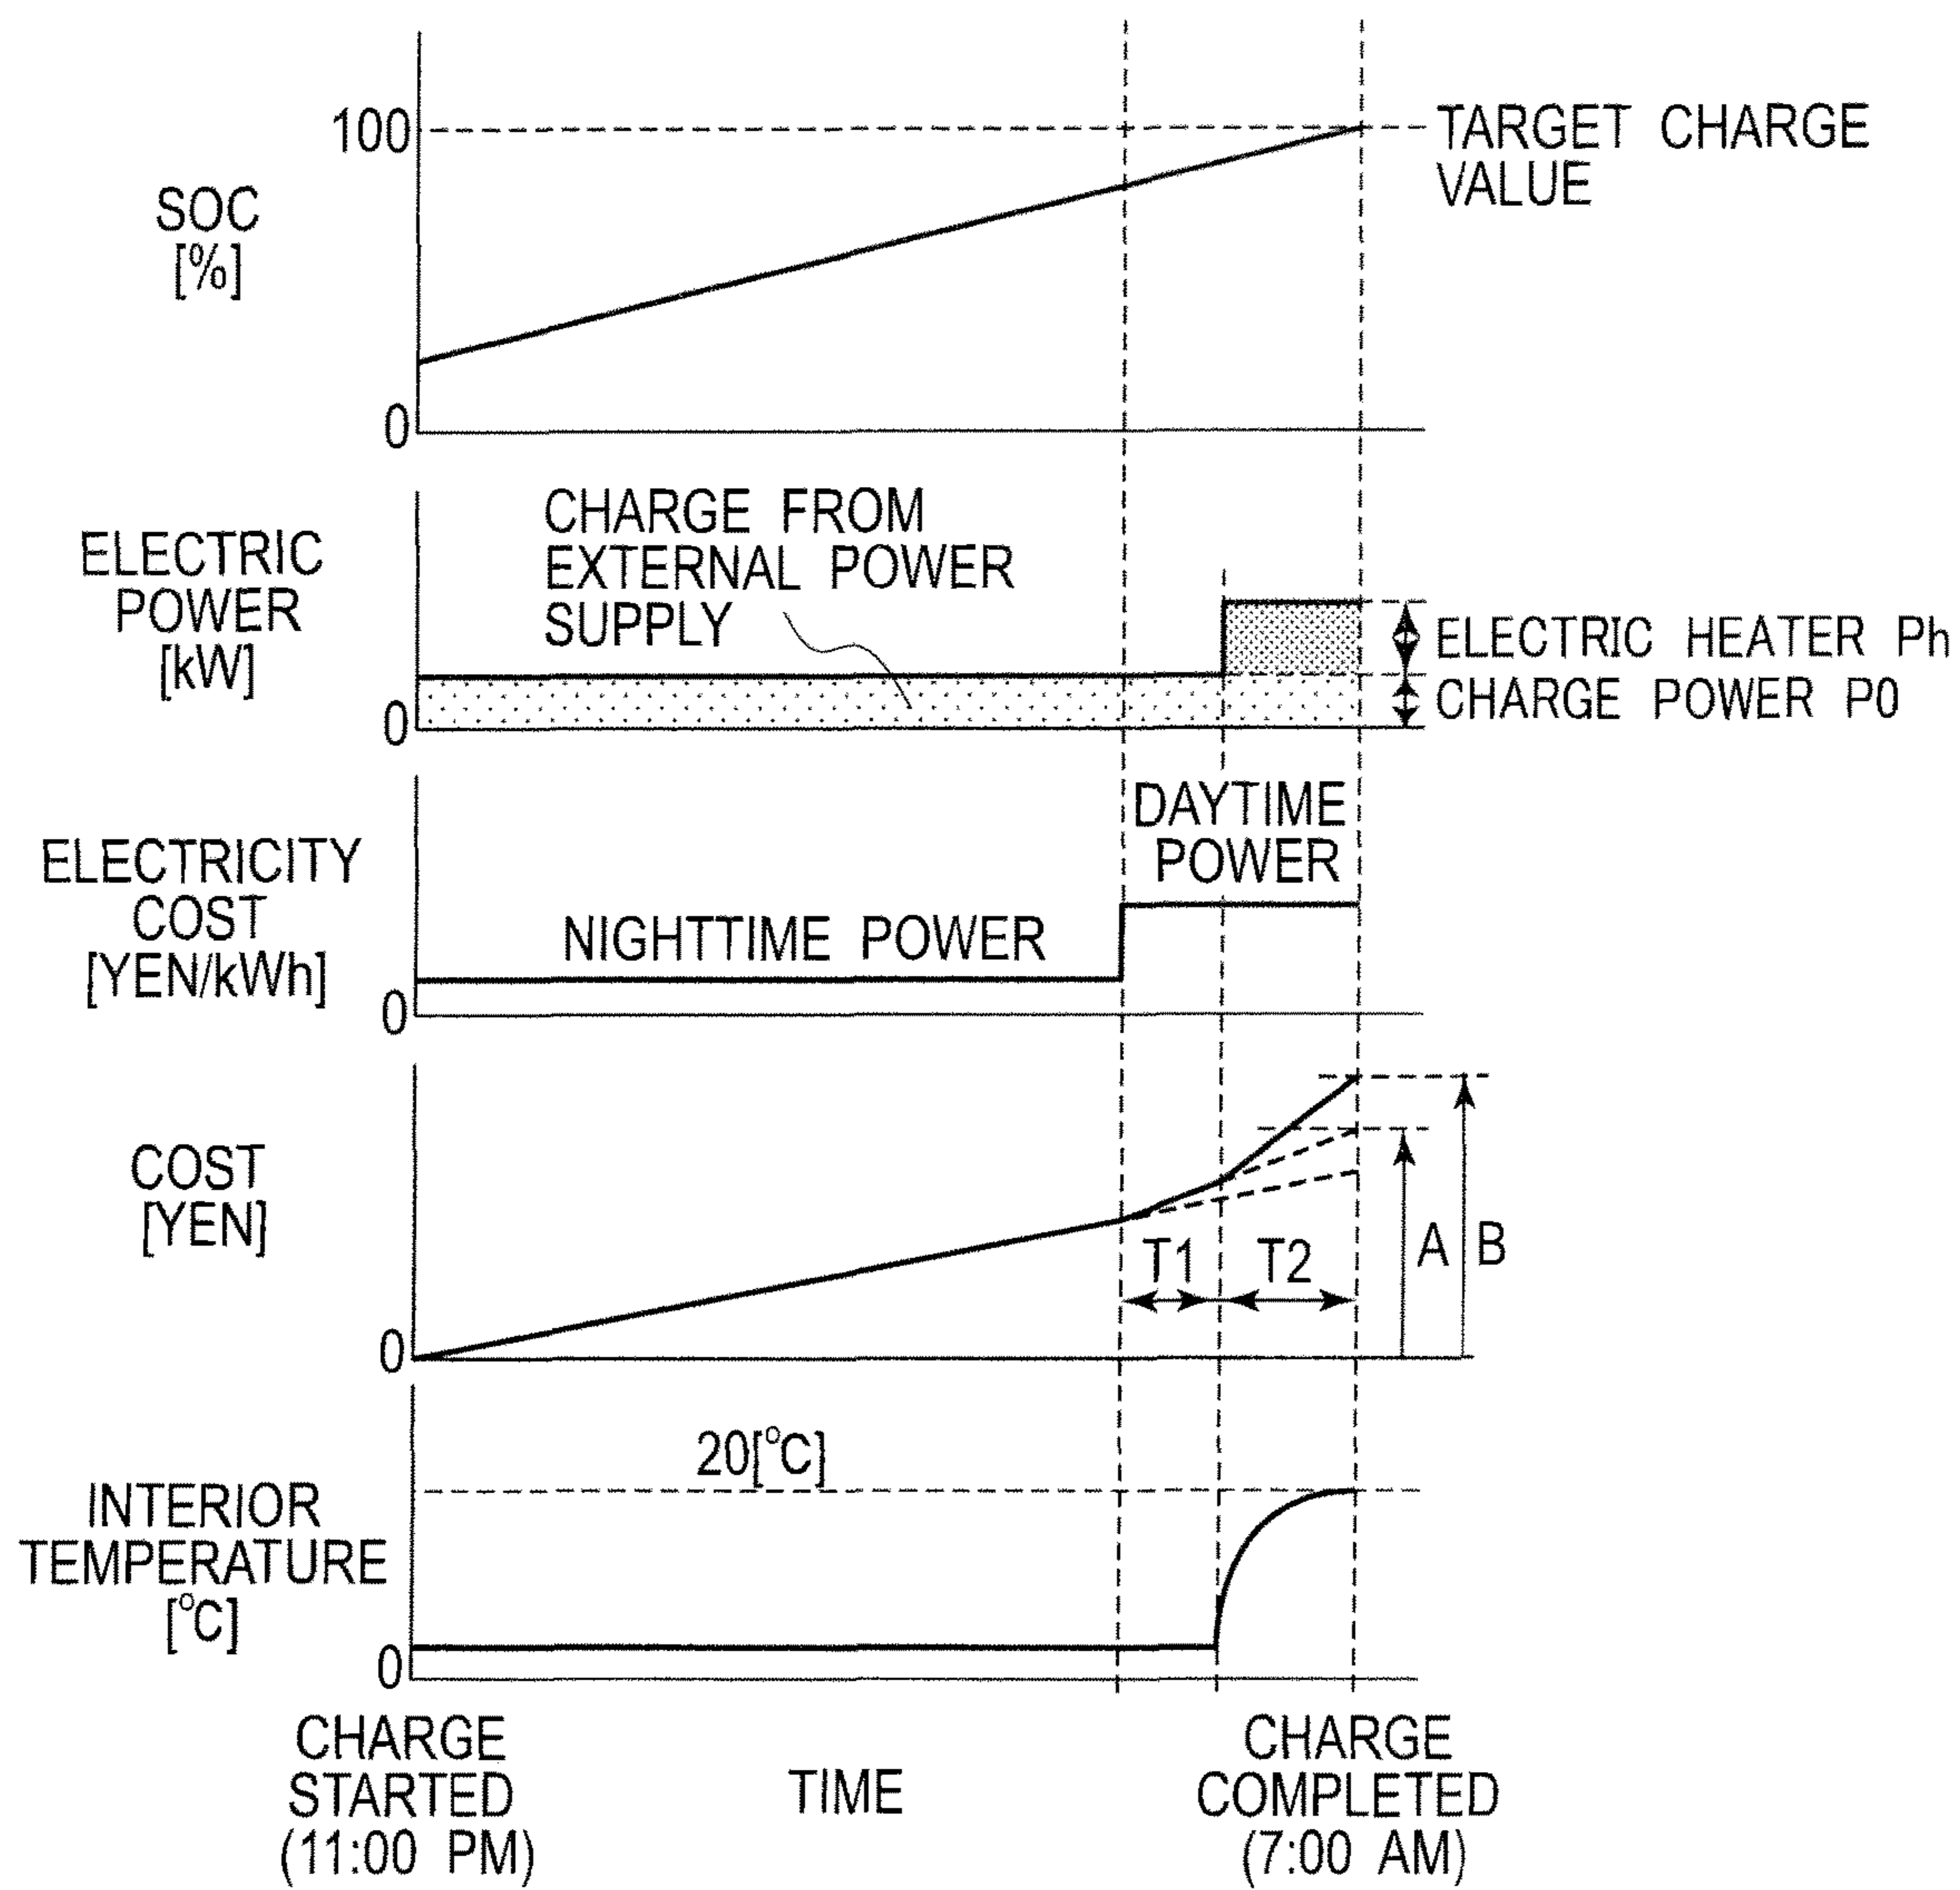 100
TARGET CHARGE
VALUE
SOC
[%]
0
CHARGE FROM
EXTERNAL POWER
SUPPLY
ELECTRIC
POWER
[kW]
ELECTRIC HEATER Ph
CHARGE POWER P0
0
DAYTIME
POWER
ELECTRICITY
COST
[YEN/kWh]
NIGHTTIME POWER
0
COST
[YEN]
T1
T2
A
B
0
20[°C]
INTERIOR
TEMPERATURE
[°C]
0
CHARGE
STARTED
(11:00 PM)
TIME
CHARGE
COMPLETED
(7:00 AM)